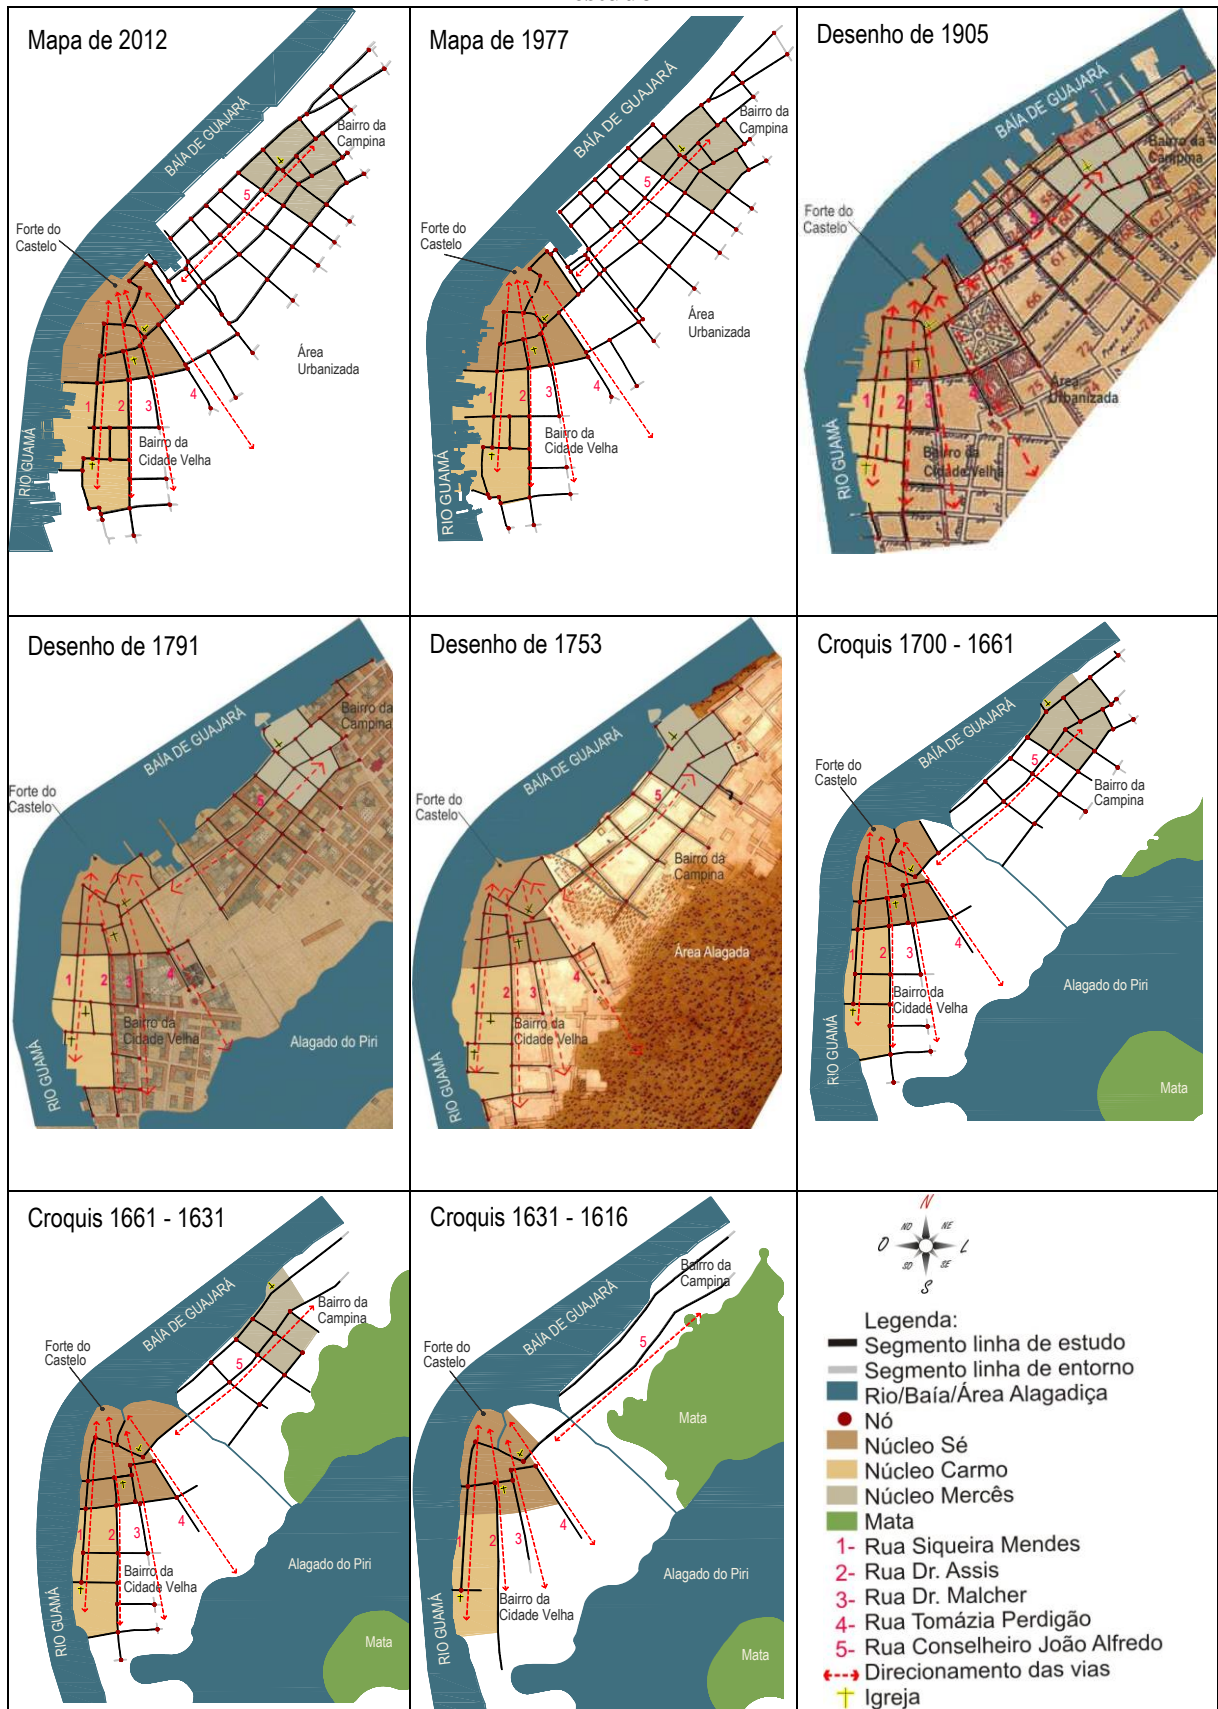 Mapa de 2012
BAÍA DE GUAJARÁ
Bairro da
Campina
5
Forte do
Castelo
Área
Urbanizada
1
2
3
4
Bairro da
Cidade Velha
RIO GUAMÁ
Mapa de 1977
BAÍA DE GUAJARÁ
Bairro da
Campina
5
Forte do
Castelo
Área
Urbanizada
1
2
3
4
Bairro da
Cidade Velha
RIO GUAMÁ
Desenho de 1905
BAÍA DE GUAJARÁ
Bairro da
Campina
Forte do
Castelo
58
60
61
66
67
72
Área
Urbanizada
1
2
3
4
Bairro da
Cidade Velha
RIO GUAMÁ
Desenho de 1791
BAÍA DE GUAJARÁ
Bairro da
Campina
5
Forte do
Castelo
1
2
3
4
Bairro da
Cidade Velha
Alagado do Piri
RIO GUAMÁ
Desenho de 1753
BAÍA DE GUAJARÁ
5
Forte do
Castelo
Bairro da
Campina
Área Alagada
1
2
3
4
Bairro da
Cidade Velha
RIO GUAMÁ
Croquis 1700 - 1661
BAÍA DE GUAJARÁ
5
Forte do
Castelo
Bairro da
Campina
1
2
3
4
Bairro da
Cidade Velha
Alagado do Piri
RIO GUAMÁ
Mata
Croquis 1661 - 1631
BAÍA DE GUAJARÁ
Bairro da
Campina
5
Forte do
Castelo
1
2
3
4
Bairro da
Cidade Velha
Alagado do Piri
RIO GUAMÁ
Mata
Croquis 1631 - 1616
BAÍA DE GUAJARÁ
Bairro da
Campina
5
Forte do
Castelo
Mata
1
2
3
4
Bairro da
Cidade Velha
Alagado do Piri
RIO GUAMÁ
Mata
N
ND
NE
O
L
SD
SE
S
Legenda:
Segmento linha de estudo
Segmento linha de entorno
Rio/Baía/Área Alagadiça
Nó
Núcleo Sé
Núcleo Carmo
Núcleo Mercês
Mata
1- Rua Siqueira Mendes
2- Rua Dr. Assis
3- Rua Dr. Malcher
4- Rua Tomázia Perdigão
5- Rua Conselheiro João Alfredo
Direcionamento das vias
Igreja